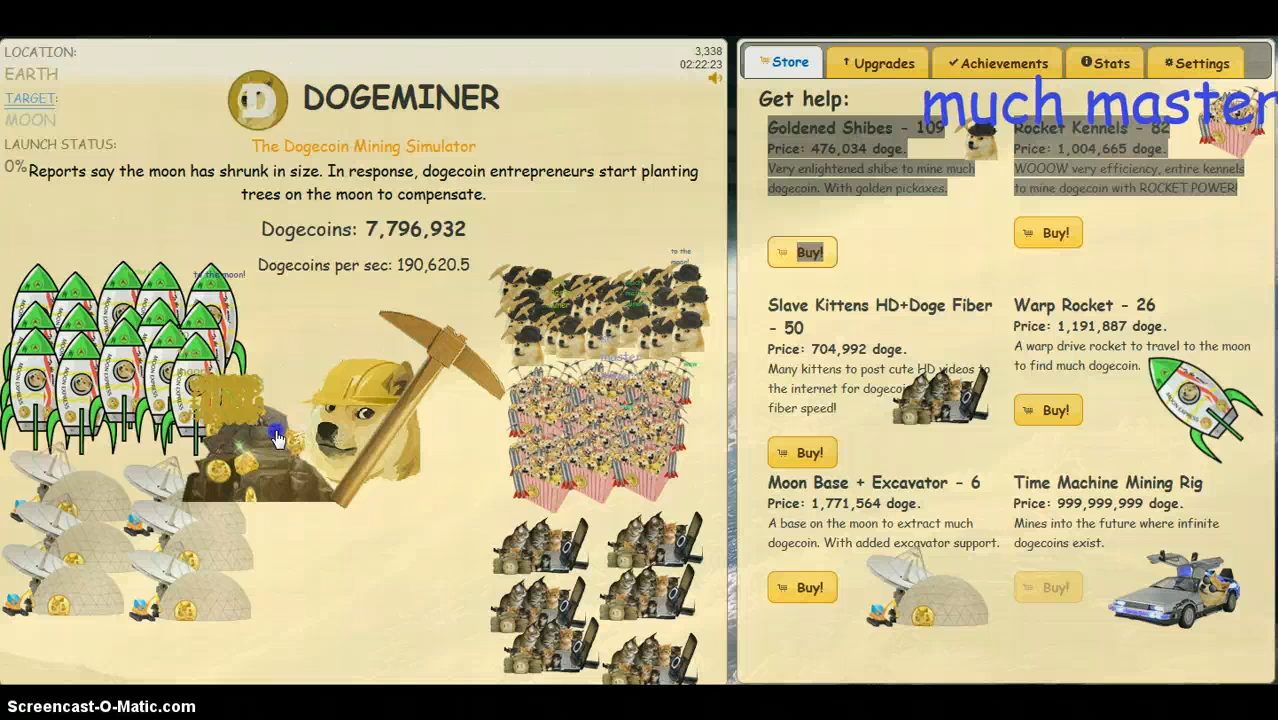 LOCATION:
EARTH
TARGET:
MOON
LAUNCH STATUS:
0%
3,338
02:22:23
DOGEMINER
The Dogecoin Mining Simulator
Reports say the moon has shrunk in size. In response, dogecoin entrepreneurs start planting
trees on the moon to compensate.
Dogecoins: 7,796,932
Dogecoins per sec: 190,620.5
to the moon!
to the
moon!
Store
Upgrades
Achievements
Stats
Settings
Get help:
much master
Goldened Shibes - 109
Price: 476,034 doge.
Very enlightened shibe to mine much
dogecoin. With golden pickaxes.
Buy!
Rocket Kennels - 82
Price: 1,004,665 doge.
WOOOW very efficiency, entire kennels
to mine dogecoin with ROCKET POWER!
Buy!
Slave Kittens HD+Doge Fiber
- 50
Price: 704,992 doge.
Many kittens to post cute HD videos to
the internet for dogecoi
fiber speed!
Buy!
Warp Rocket - 26
Price: 1,191,887 doge.
A warp drive rocket to travel to the moon
to find much dogecoin.
Buy!
Moon Base + Excavator - 6
Price: 1,771,564 doge.
A base on the moon to extract much
dogecoin. With added excavator support.
Buy!
Time Machine Mining Rig
Price: 999,999,999 doge.
Mines into the future where infinite
dogecoins exist.
Buy!
Screencast-O-Matic.com